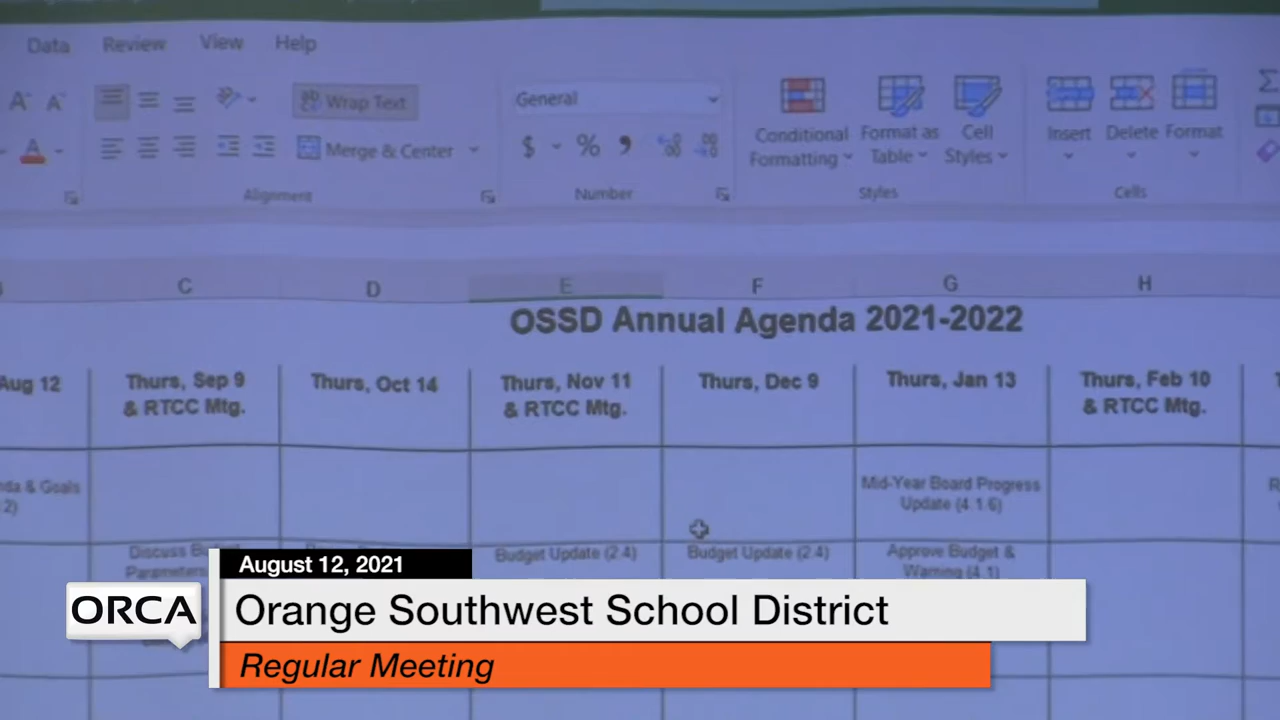 Data Review View Help
Wrap Text
General
Merge & Center
$ % ,
Conditional
Formatting
Format as
Table
Cell
Styles
Insert
Delete
Format
Alignment
Number
Styles
Cells
C D E F G H
OSSD Annual Agenda 2021-2022
Aug 12
Thurs, Sep 9
& RTCC Mtg.
Thurs, Oct 14
Thurs, Nov 11
& RTCC Mtg.
Thurs, Dec 9
Thurs, Jan 13
Thurs, Feb 10
& RTCC Mtg.
& Goals
Mid-Year Board Progress
Update (4.1.6)
Discuss
Budget Update (2.4)
Budget Update (2.4)
Approve Budget &
Warning (4.1)
August 12, 2021
ORCA
Orange Southwest School District
Regular Meeting